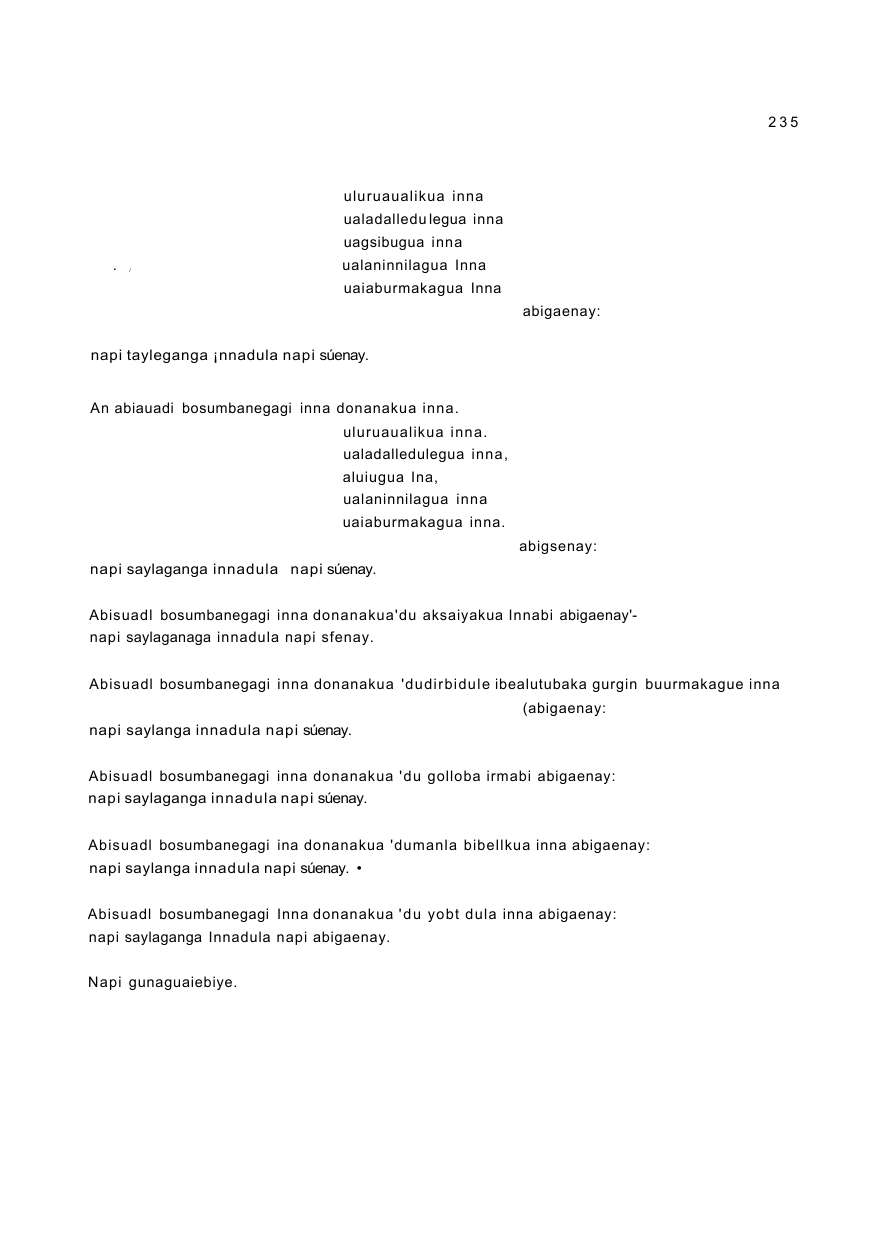 235
uluruaualikua inna
ualadalledulegua inna
uagsibugua inna
. / ualaninnilagua Inna
uaiaburmakagua Inna
abigaenay:
napi tayleganga ¡nnadula napi súenay.
An abiauadi bosumbanegagi inna donanakua inna.
uluruaualikua inna.
ualadalledulegua inna,
aluiugua Ina,
ualaninnilagua inna
uaiaburmakagua inna.
abigsenay:
napi saylaganga innadula napi súenay.
Abisuadl bosumbanegagi inna donanakua'du aksaiyakua Innabi abigaenay'-
napi saylaganaga innadula napi sfenay.
Abisuadl bosumbanegagi inna donanakua 'dudirbidule ibealutubaka gurgin buurmakague inna
(abigaenay:
napi saylanga innadula napi súenay.
Abisuadl bosumbanegagi inna donanakua 'du golloba irmabi abigaenay:
napi saylaganga innadula napi súenay.
Abisuadl bosumbanegagi ina donanakua 'dumanla bibellkua inna abigaenay:
napi saylanga innadula napi súenay. •
Abisuadl bosumbanegagi Inna donanakua 'du yobt dula inna abigaenay:
napi saylaganga Innadula napi abigaenay.
Napi gunaguaiebiye.